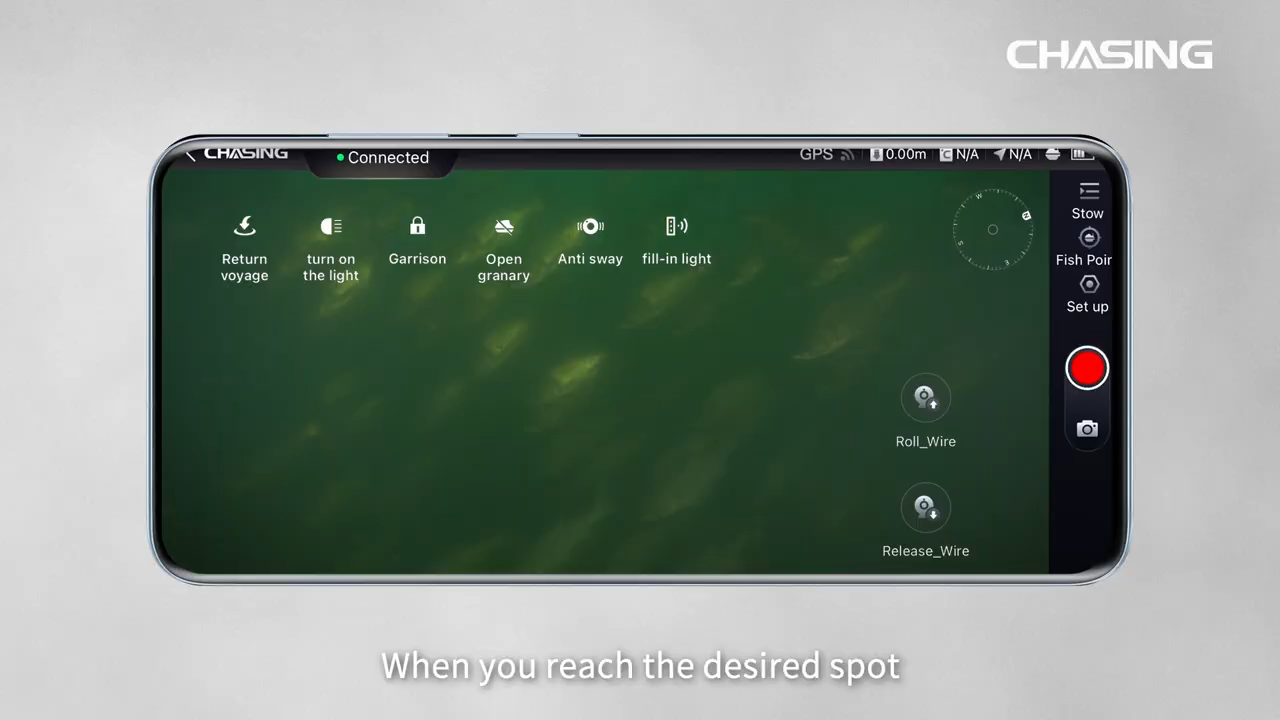 CHASING
CHASING
Connected
GPS
0.00m
N/A
N/A
Return
voyage
turn on
the light
Garrison
Open
granary
Anti sway
fill-in light
W
N
S
E
Stow
Fish Poin
Set up
Roll_Wire
Release_Wire
When you reach the desired spot